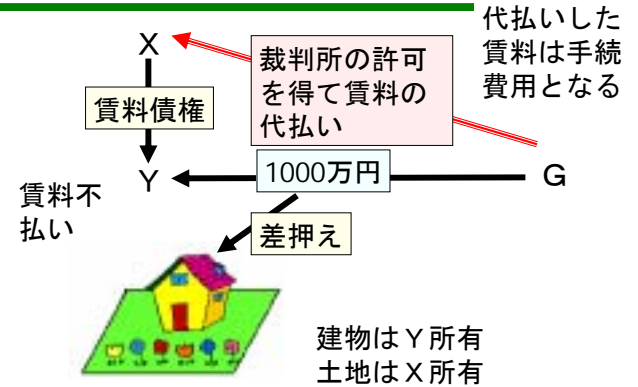 代払いした
賃料は手続
費用となる
X
裁判所の許可
を得て賃料の
代払い
賃料債権
Y
1000万円
G
賃料不
払い
差押え
建物はY所有
土地はX所有